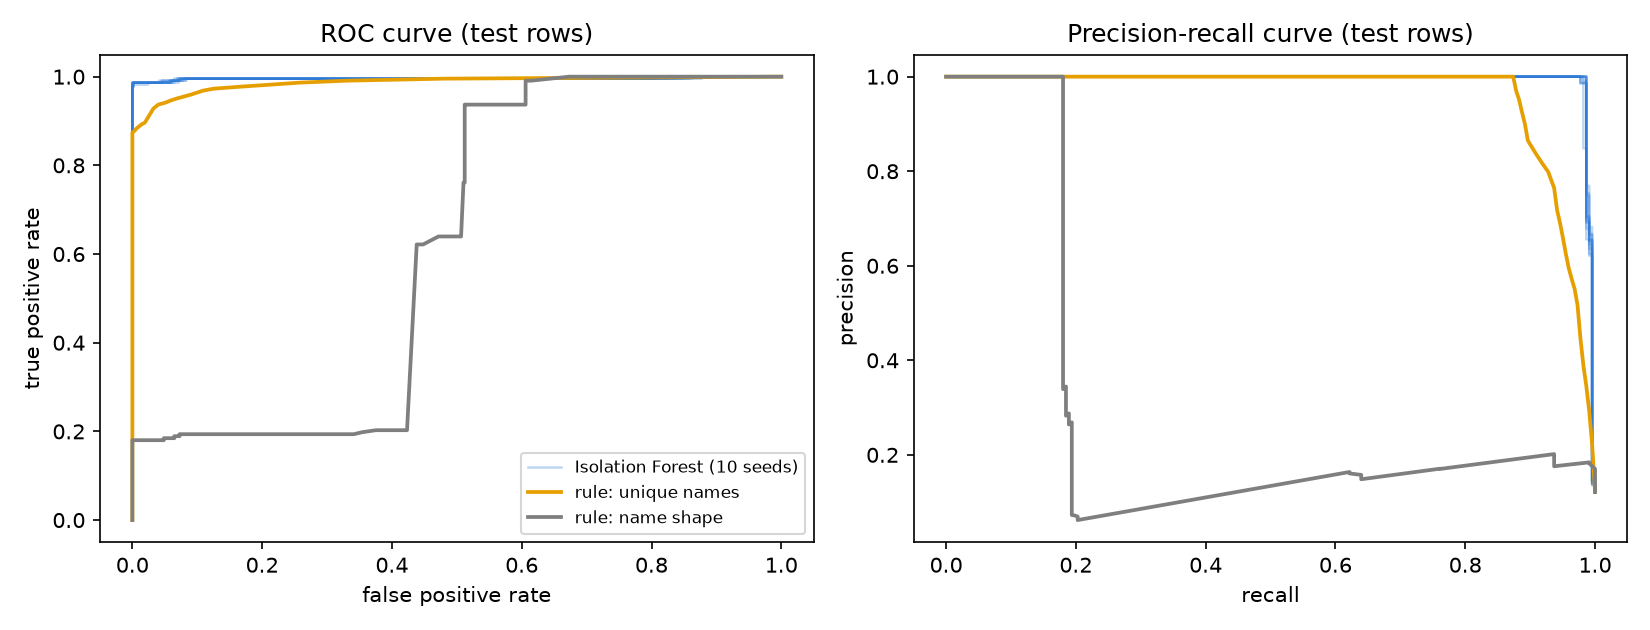 ROC curve (test rows)
true positive rate
1.0
0.8
0.6
0.4
0.2
0.0
Isolation Forest (10 seeds)
rule: unique names
rule: name shape
0.0 0.2 0.4 0.6 0.8 1.0
false positive rate
Precision-recall curve (test rows)
precision
1.0
0.8
0.6
0.4
0.2
0.0 0.2 0.4 0.6 0.8 1.0
recall